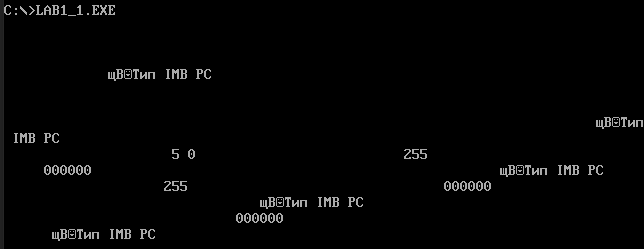 C:\>LAB1_1.EXE
щВ☺Тип IMB PC
щВ☺Тип
IMB PC
5 0 255
000000 щВ☺Тип IMB PC
255 000000
щВ☺Тип IMB PC
000000
щВ☺Тип IMB PC